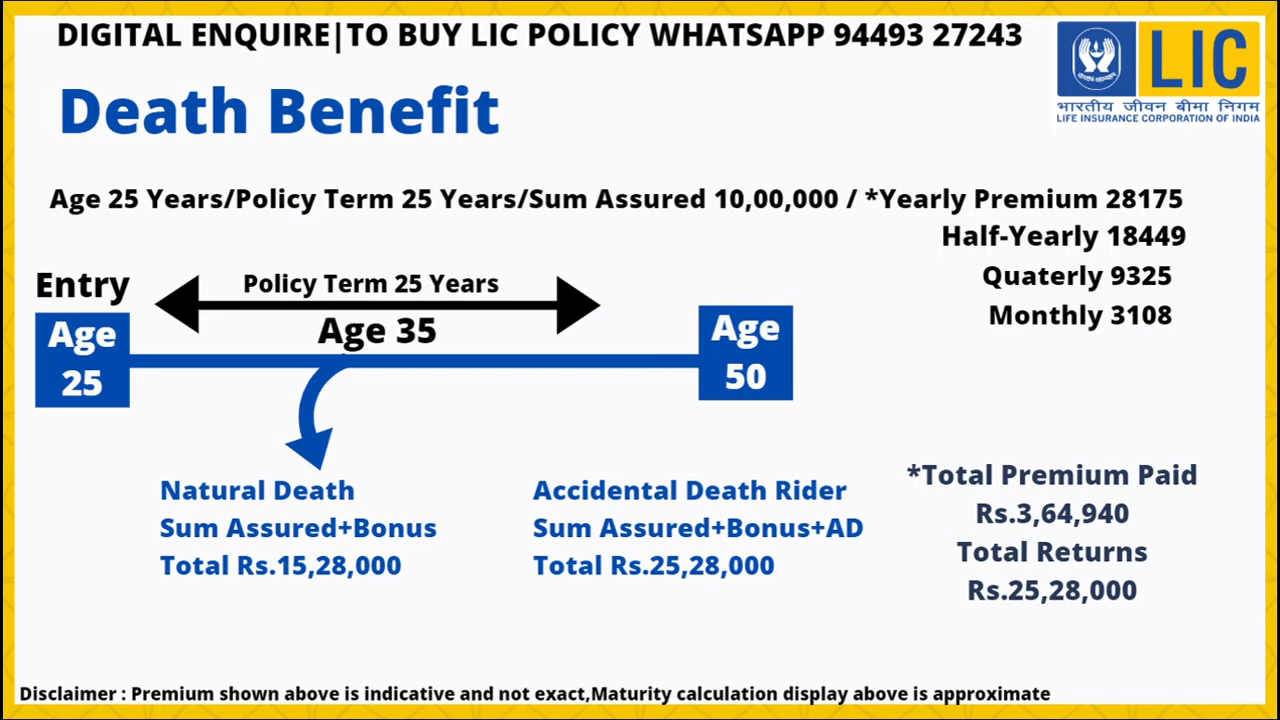 DIGITAL ENQUIRE|TO BUY LIC POLICY WHATSAPP 94493 27243
LIC
भारतीय जीवन बीमा निगम
LIFE INSURANCE CORPORATION OF INDIA
Death Benefit
Age 25 Years/Policy Term 25 Years/Sum Assured 10,00,000 / *Yearly Premium 28175
Half-Yearly 18449
Quaterly 9325
Monthly 3108
Entry
Policy Term 25 Years
Age 35
Age
25
Age
50
Natural Death
Sum Assured+Bonus
Total Rs.15,28,000
Accidental Death Rider
Sum Assured+Bonus+AD
Total Rs.25,28,000
*Total Premium Paid
Rs.3,64,940
Total Returns
Rs.25,28,000
Disclaimer : Premium shown above is indicative and not exact,Maturity calculation display above is approximate